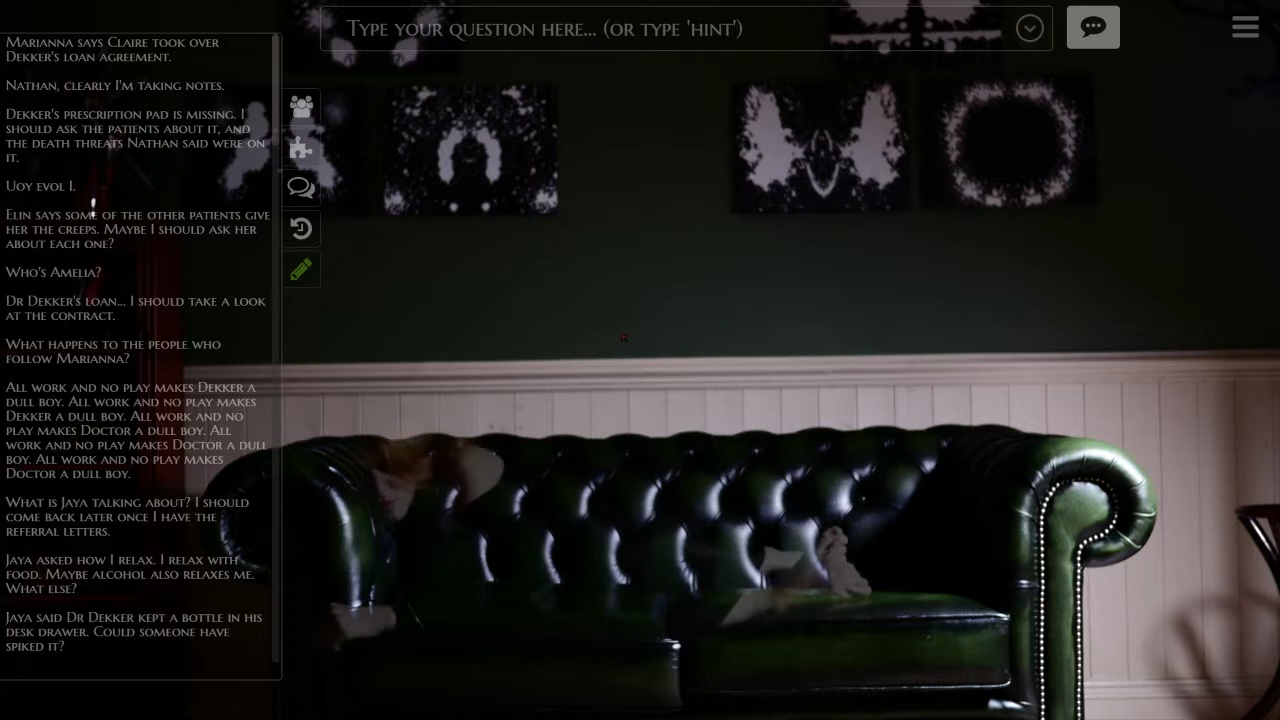 Type your question here... (or type 'hint')
Marianna says Claire took over
Dekker's loan agreement.
Nathan, clearly I'm taking notes.
Dekker's prescription pad is missing. I
should ask the patients about it, and
the death threats Nathan said were on
it.
Uoy evol I.
Elin says some of the other patients give
her the creeps. Maybe I should ask her
about each one?
Who's Amelia?
Dr Dekker's loan... I should take a look
at the contract.
What happens to the people who
follow Marianna?
All work and no play makes Dekker a
dull boy. All work and no play makes
Dekker a dull boy. All work and no
play makes Doctor a dull boy. All
work and no play makes Doctor a dull
boy. All work and no play makes
Doctor a dull boy.
What is Jaya talking about? I should
come back later once I have the
referral letters.
Jaya asked how I relax. I relax with
food. Maybe alcohol also relaxes me.
What else?
Jaya said Dr Dekker kept a bottle in his
desk drawer. Could someone have
spiked it?